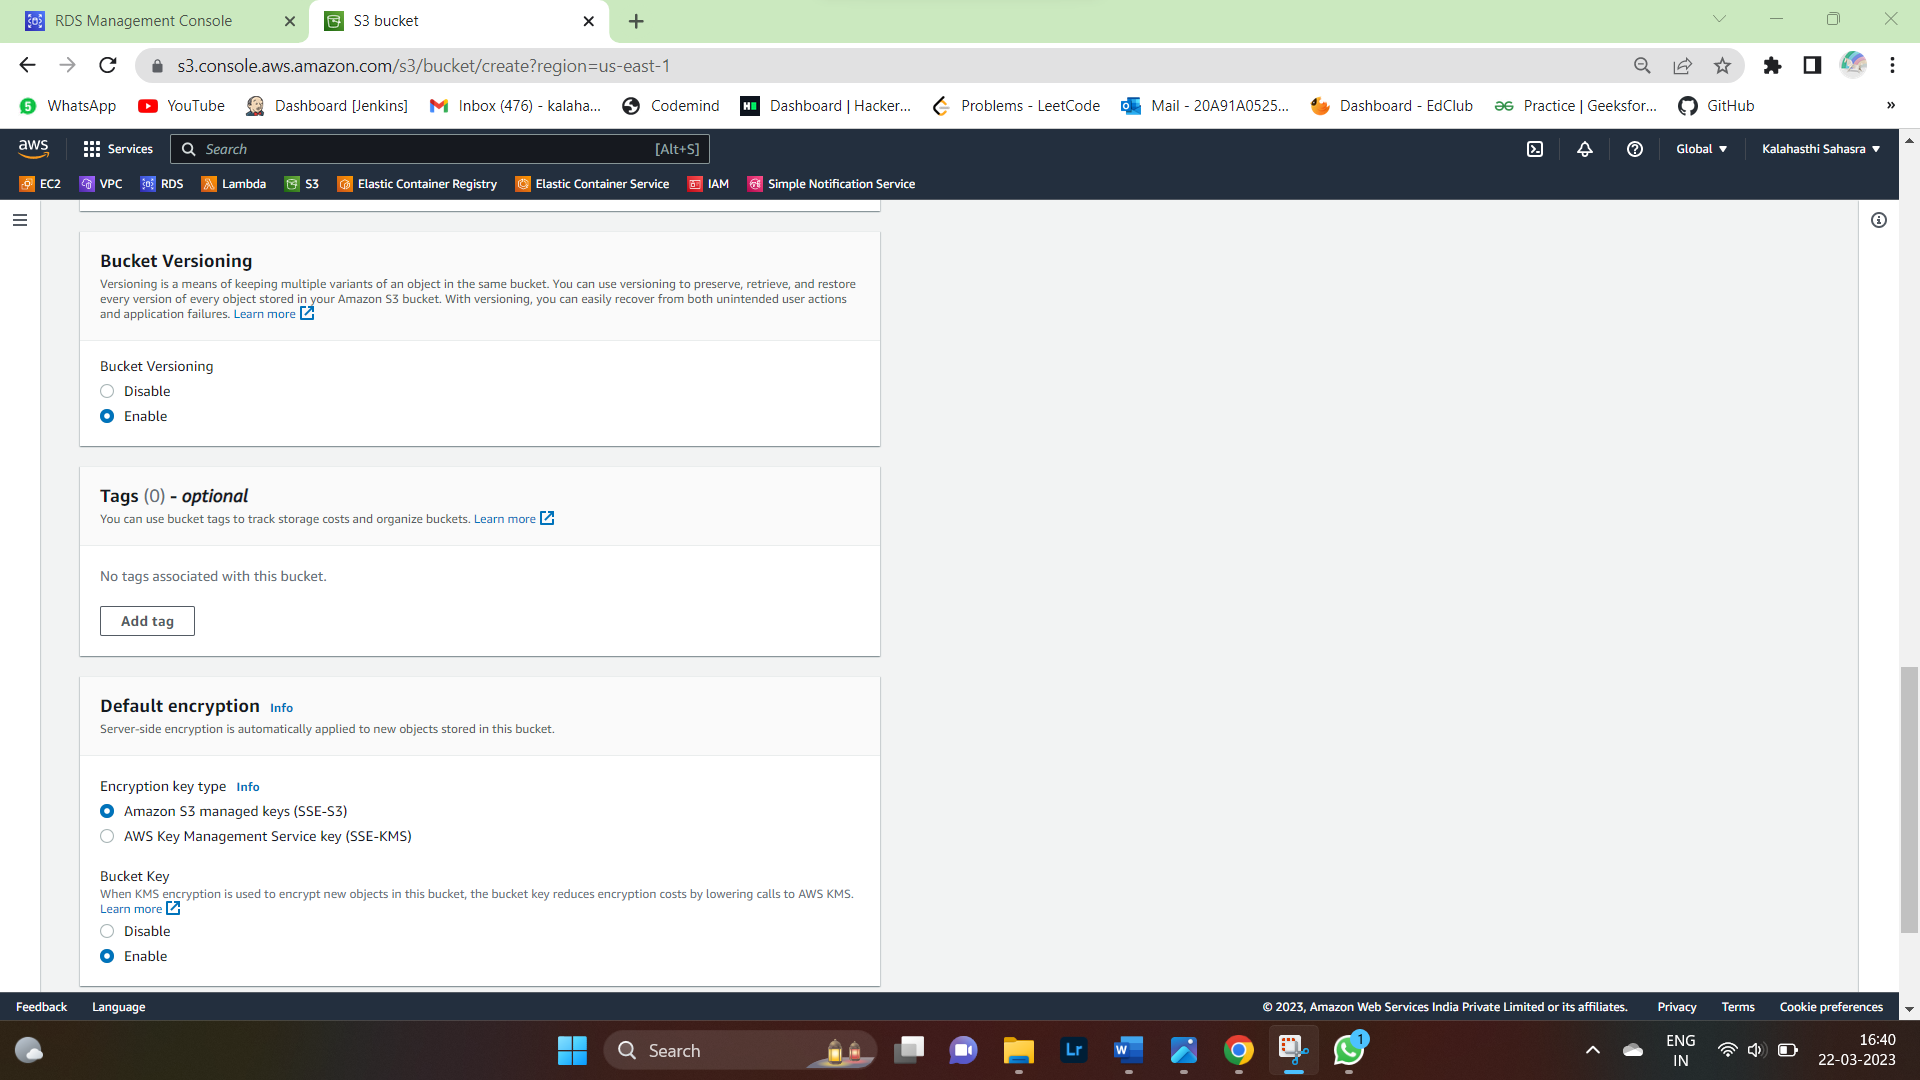 RDS Management Console
S3 bucket
s3.console.aws.amazon.com/s3/bucket/create?region=us-east-1
WhatsApp YouTube Dashboard [Jenkins] Inbox (476) - kalaha... Codemind Dashboard | Hacker... Problems - LeetCode Mail - 20A91A0525... Dashboard - EdClub Practice | Geeksfor... GitHub »
aws Services Search [Alt+S] Global Kalahasthi Sahasra
EC2 VPC RDS Lambda S3 Elastic Container Registry Elastic Container Service IAM Simple Notification Service
Bucket Versioning
Versioning is a means of keeping multiple variants of an object in the same bucket. You can use versioning to preserve, retrieve, and restore
every version of every object stored in your Amazon S3 bucket. With versioning, you can easily recover from both unintended user actions
and application failures. Learn more
Bucket Versioning
Disable
Enable
Tags (0) - optional
You can use bucket tags to track storage costs and organize buckets. Learn more
No tags associated with this bucket.
Add tag
Default encryption Info
Server-side encryption is automatically applied to new objects stored in this bucket.
Encryption key type Info
Amazon S3 managed keys (SSE-S3)
AWS Key Management Service key (SSE-KMS)
Bucket Key
When KMS encryption is used to encrypt new objects in this bucket, the bucket key reduces encryption costs by lowering calls to AWS KMS.
Learn more
Disable
Enable
Feedback Language © 2023, Amazon Web Services India Private Limited or its affiliates. Privacy Terms Cookie preferences
Search Lr W 1 ENG 16:40
IN 22-03-2023